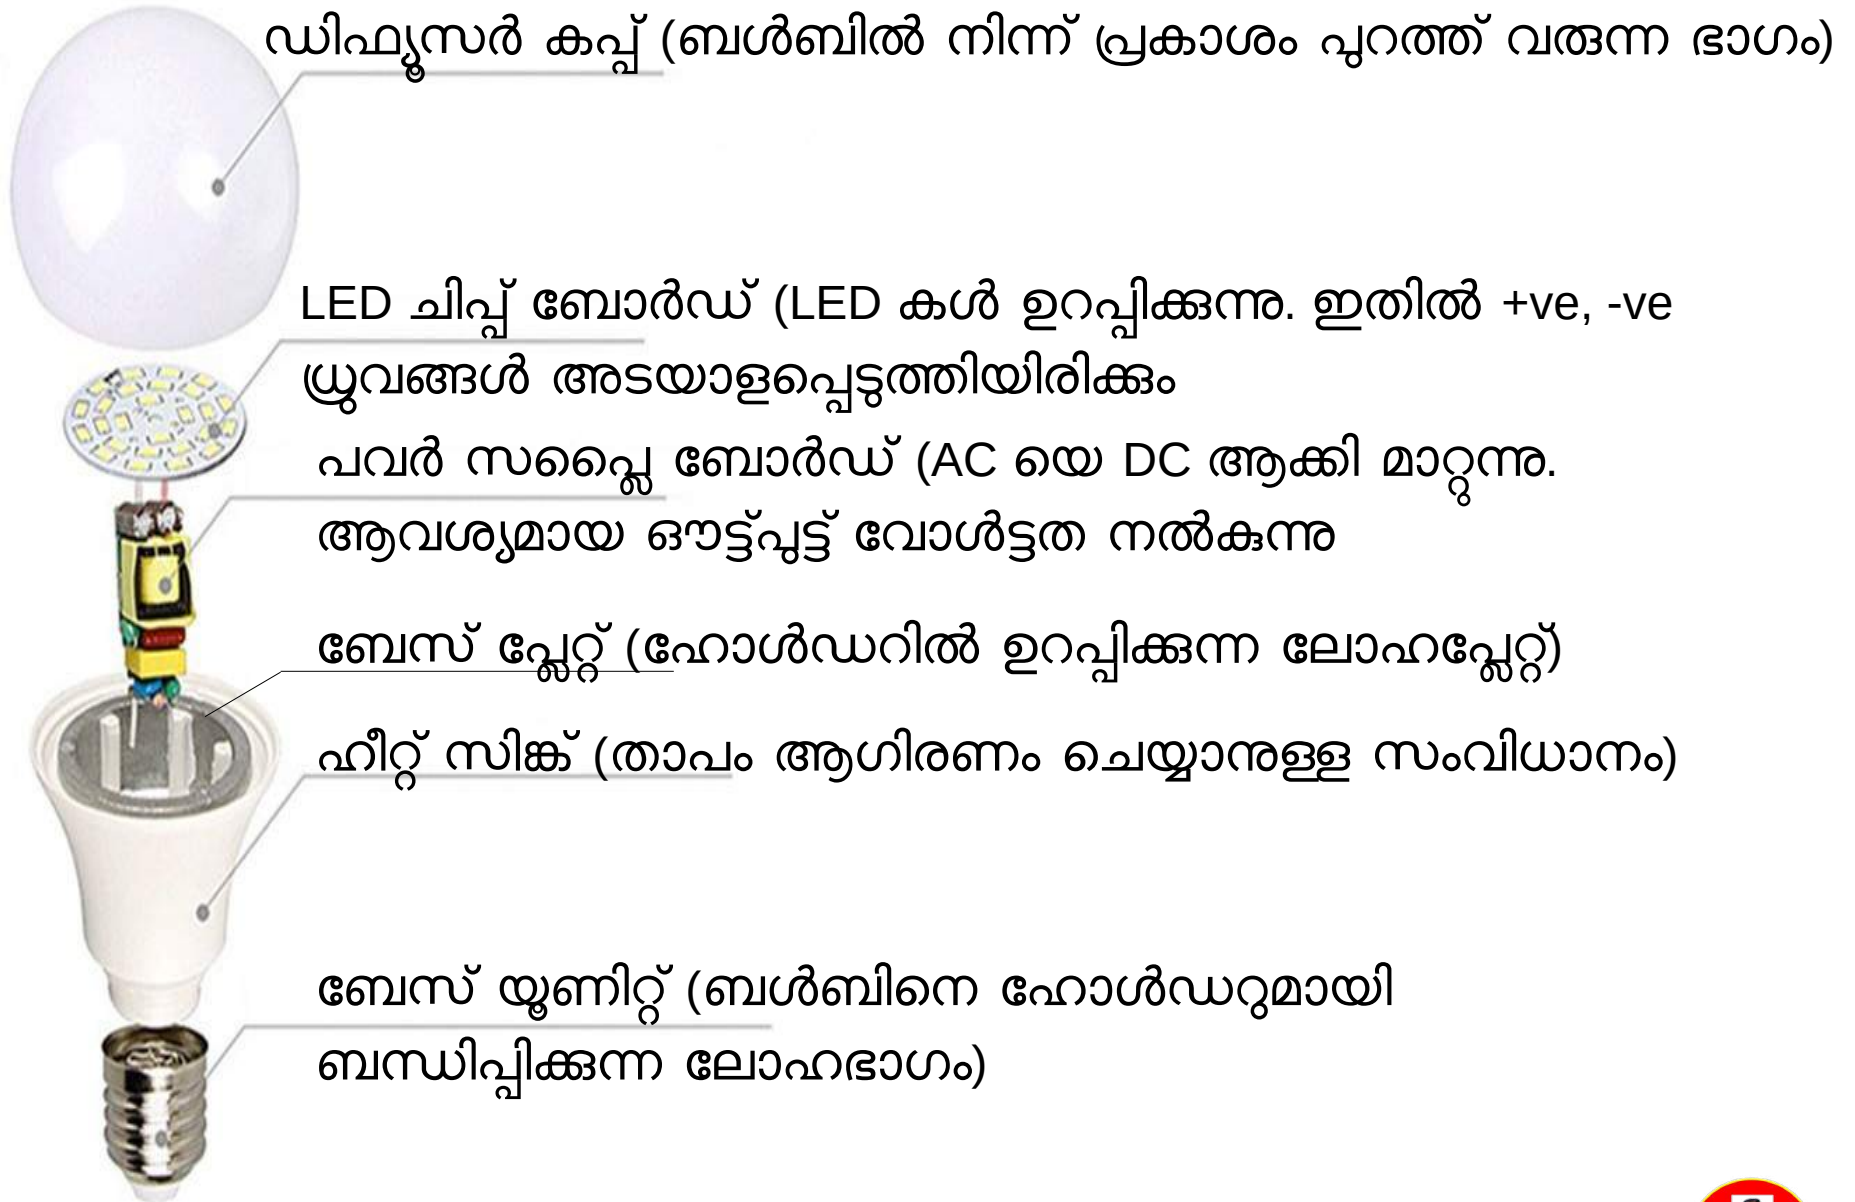 ഡിഫ്യൂസർ കപ്പ് (ബൾബിൽ നിന്ന് പ്രകാശം പുറത്ത് വരുന്ന ഭാഗം)
LED ചിപ്പ് ബോർഡ് (LED കൾ ഉറപ്പിക്കുന്നു. ഇതിൽ +ve, -ve
ധ്രുവങ്ങൾ അടയാളപ്പെടുത്തിയിരിക്കും
പവർ സപ്ലൈ ബോർഡ് (AC യെ DC ആക്കി മാറ്റുന്നു.
ആവശ്യമായ ഔട്ട്പുട്ട് വോൾട്ടത നൽകുന്നു
ബേസ് പ്ലേറ്റ് (ഹോൾഡറിൽ ഉറപ്പിക്കുന്ന ലോഹപ്ലേറ്റ്)
ഹീറ്റ് സിങ്ക് (താപം ആഗിരണം ചെയ്യാനുള്ള സംവിധാനം)
ബേസ് യൂണിറ്റ് (ബൾബിനെ ഹോൾഡറുമായി
ബന്ധിപ്പിക്കുന്ന ലോഹഭാഗം)